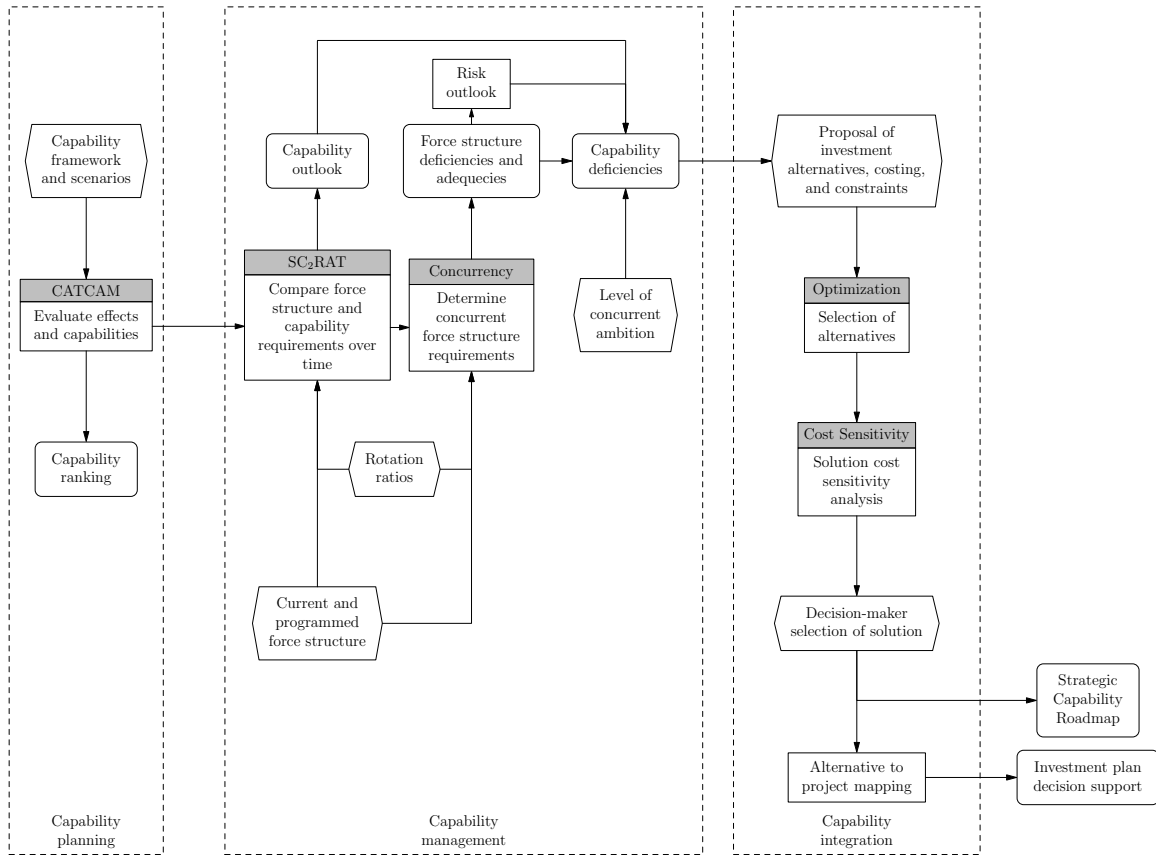 Capability
framework
and scenarios
CATCAM
Evaluate effects
and capabilities
Capability
ranking
Capability
planning
Risk
outlook
Capability
outlook
Force structure
deficiencies and
adequecies
Capability
deficiencies
SC₂RAT
Compare force
structure and
capability
requirements over
time
Concurrency
Determine
concurrent
force structure
requirements
Level of
concurrent
ambition
Rotation
ratios
Current and
programmed
force structure
Capability
management
Proposal of
investment
alternatives, costing,
and constraints
Optimization
Selection of
alternatives
Cost Sensitivity
Solution cost
sensitivity
analysis
Decision-maker
selection of solution
Strategic
Capability
Roadmap
Alternative to
project mapping
Investment plan
decision support
Capability
integration